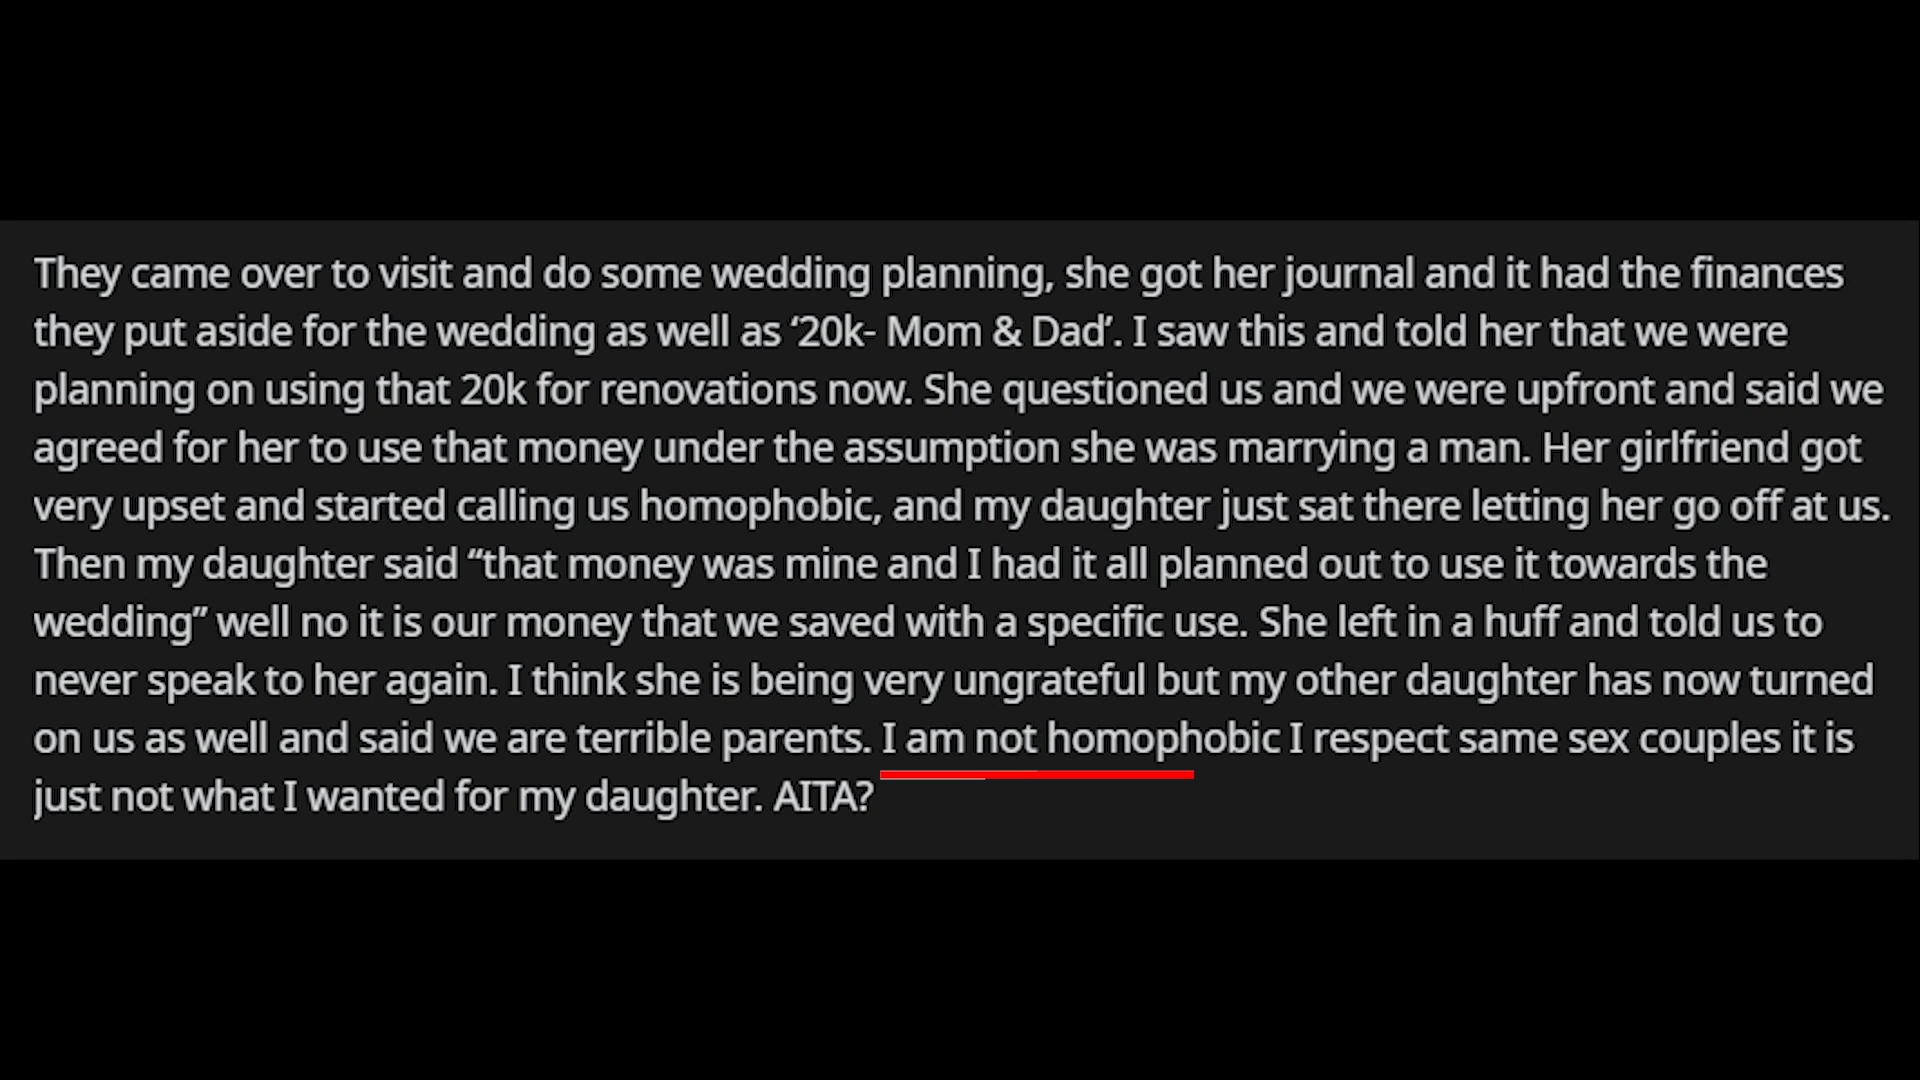 They came over to visit and do some wedding planning, she got her journal and it had the finances
they put aside for the wedding as well as ‘20k- Mom & Dad’. I saw this and told her that we were
planning on using that 20k for renovations now. She questioned us and we were upfront and said we
agreed for her to use that money under the assumption she was marrying a man. Her girlfriend got
very upset and started calling us homophobic, and my daughter just sat there letting her go off at us.
Then my daughter said “that money was mine and I had it all planned out to use it towards the
wedding” well no it is our money that we saved with a specific use. She left in a huff and told us to
never speak to her again. I think she is being very ungrateful but my other daughter has now turned
on us as well and said we are terrible parents. I am not homophobic I respect same sex couples it is
just not what I wanted for my daughter. AITA?